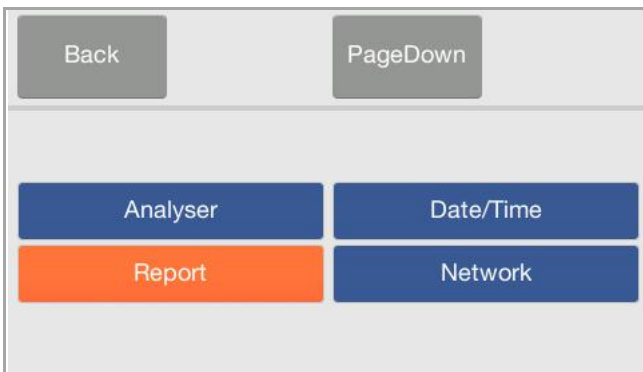 Back
PageDown
Analyser
Date/Time
Report
Network